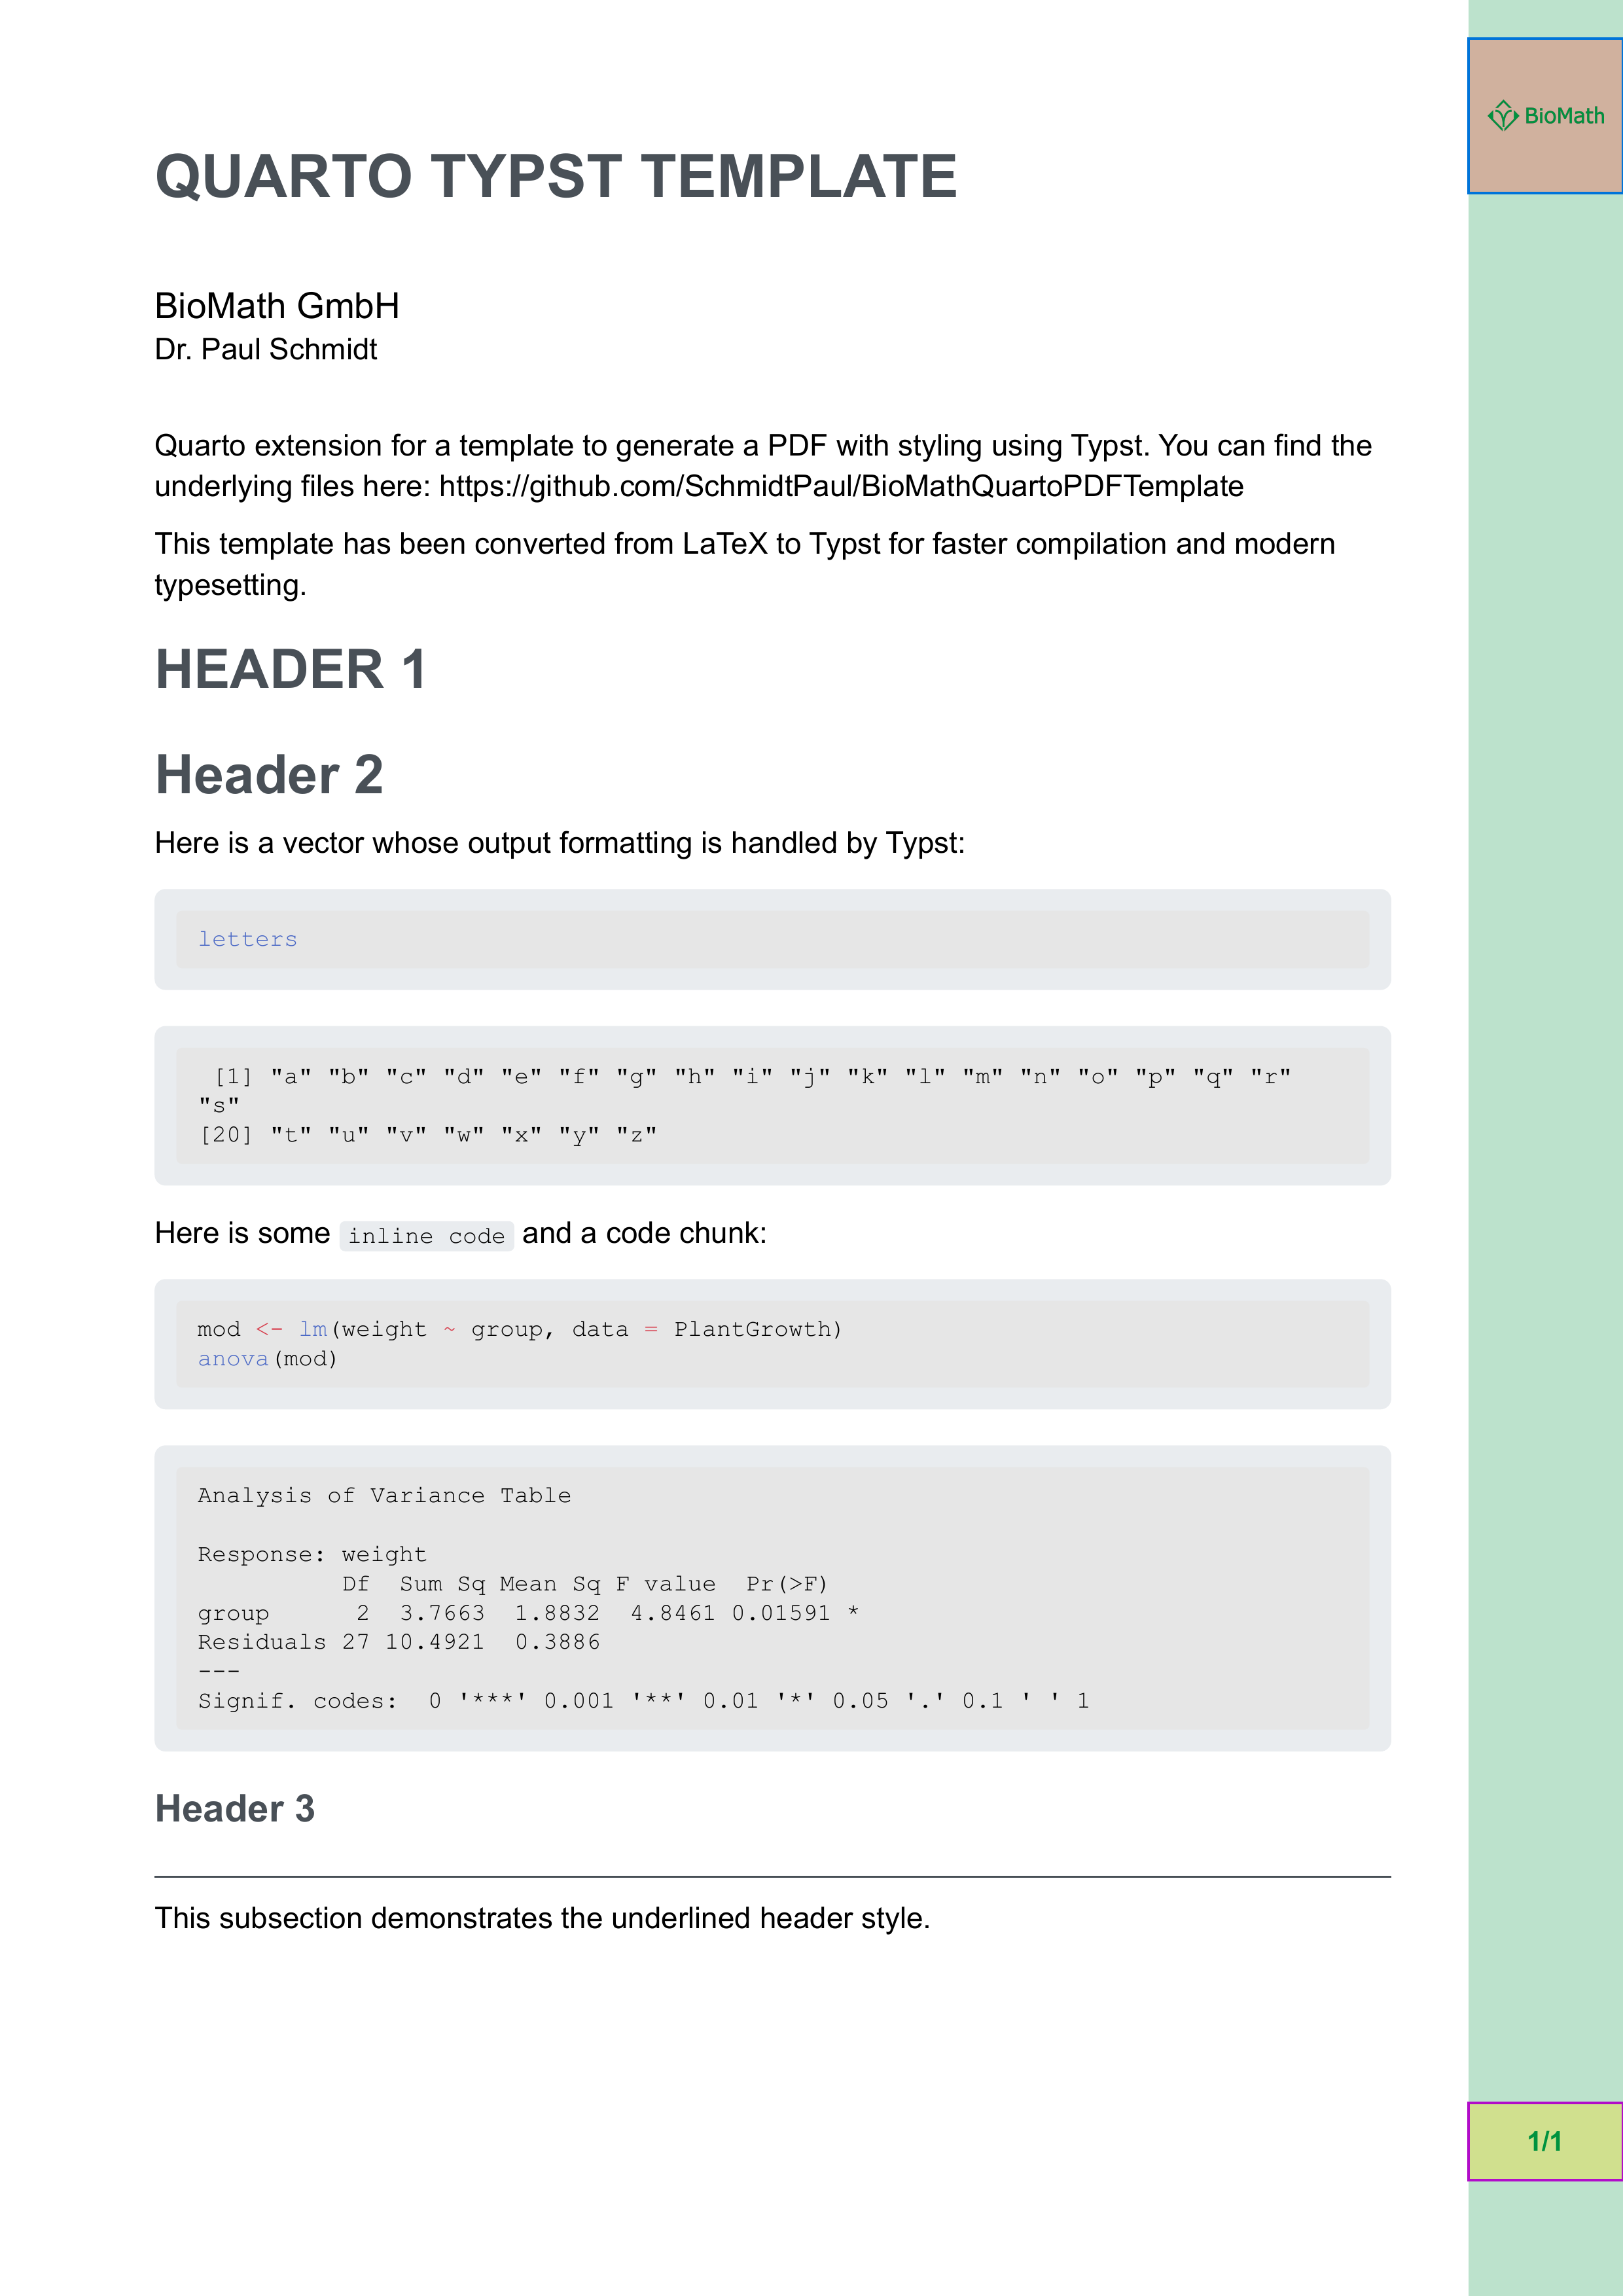 BioMath
QUARTO TYPST TEMPLATE
BioMath GmbH
Dr. Paul Schmidt
Quarto extension for a template to generate a PDF with styling using Typst. You can find the
underlying files here: https://github.com/SchmidtPaul/BioMathQuartoPDFTemplate
This template has been converted from LaTeX to Typst for faster compilation and modern
typesetting.
HEADER 1
Header 2
Here is a vector whose output formatting is handled by Typst:
letters
 [1] "a" "b" "c" "d" "e" "f" "g" "h" "i" "j" "k" "l" "m" "n" "o" "p" "q" "r"
"s"
[20] "t" "u" "v" "w" "x" "y" "z"
Here is some inline code and a code chunk:
mod <- lm(weight ~ group, data = PlantGrowth)
anova(mod)
Analysis of Variance Table
Response: weight
          Df  Sum Sq Mean Sq F value  Pr(>F)
group      2  3.7663  1.8832  4.8461 0.01591 *
Residuals 27 10.4921  0.3886
---
Signif. codes:  0 '***' 0.001 '**' 0.01 '*' 0.05 '.' 0.1 ' ' 1
Header 3
This subsection demonstrates the underlined header style.
1/1